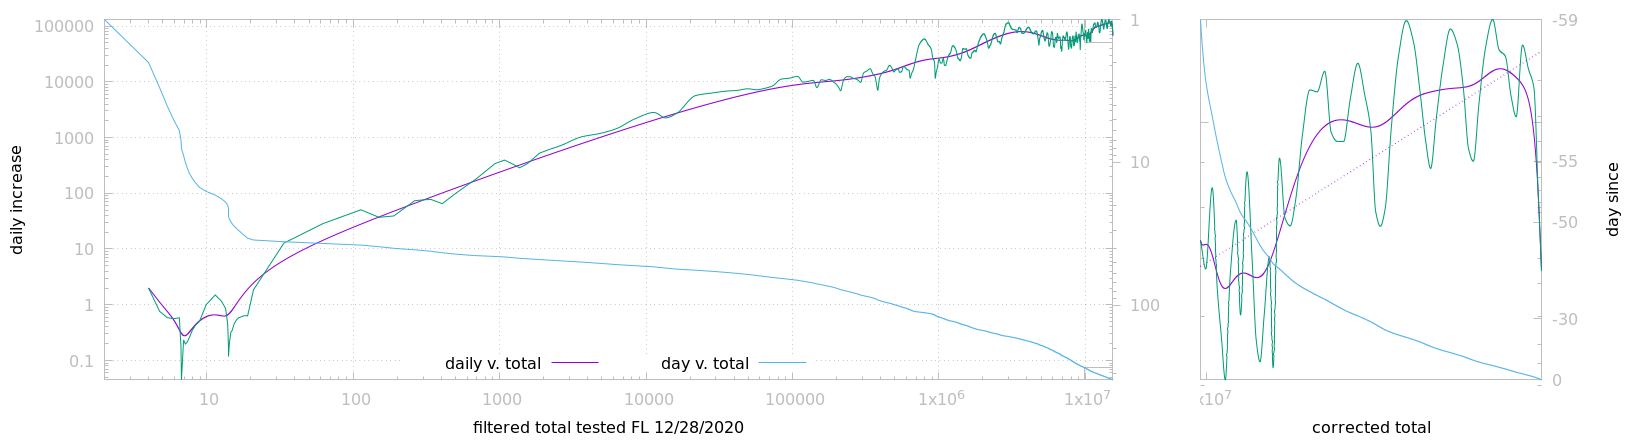 100000
10000
1000
100
10
1
0.1
daily increase
10
100
1000
10000
100000
1x10^6
1x10^7
filtered total tested FL 12/28/2020
daily v. total
day v. total
1
10
100
x10^7
corrected total
-59
-55
-50
-30
0
day since